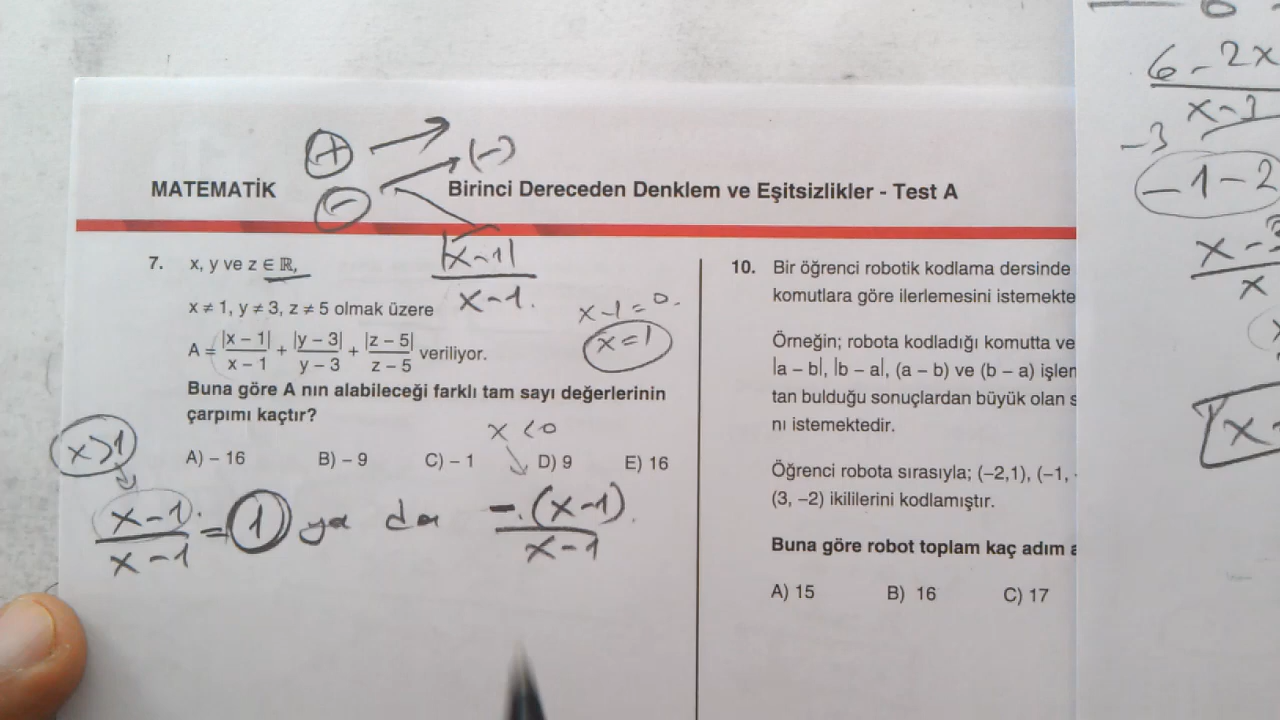 (+)
(-)
(-)
MATEMATİK
Birinci Dereceden Denklem ve Eşitsizlikler - Test A
7. x, y ve z ∈ ℝ,
|x-1|
x-1
x ≠ 1, y ≠ 3, z ≠ 5 olmak üzere
A = |x – 1| / x – 1 + |y – 3| / y – 3 + |z – 5| / z – 5 veriliyor.
x-1=0
x=1
Buna göre A nın alabileceği farklı tam sayı değerlerinin
çarpımı kaçtır?
x>1
x<0
A) – 16 B) – 9 C) – 1 D) 9 E) 16
x-1 / x-1 = 1 ya da -.(x-1) / x-1
10. Bir öğrenci robotik kodlama dersinde
komutlara göre ilerlemesini istemekte
Örneğin; robota kodladığı komutta ve
|a – b|, |b – a|, (a – b) ve (b – a) işlen
tan bulduğu sonuçlardan büyük olan s
nı istemektedir.
Öğrenci robota sırasıyla; (–2,1), (–1,
(3, –2) ikililerini kodlamıştır.
Buna göre robot toplam kaç adım a
A) 15 B) 16 C) 17
6-2x
x-3
-3
-1-2
x-
x
x-